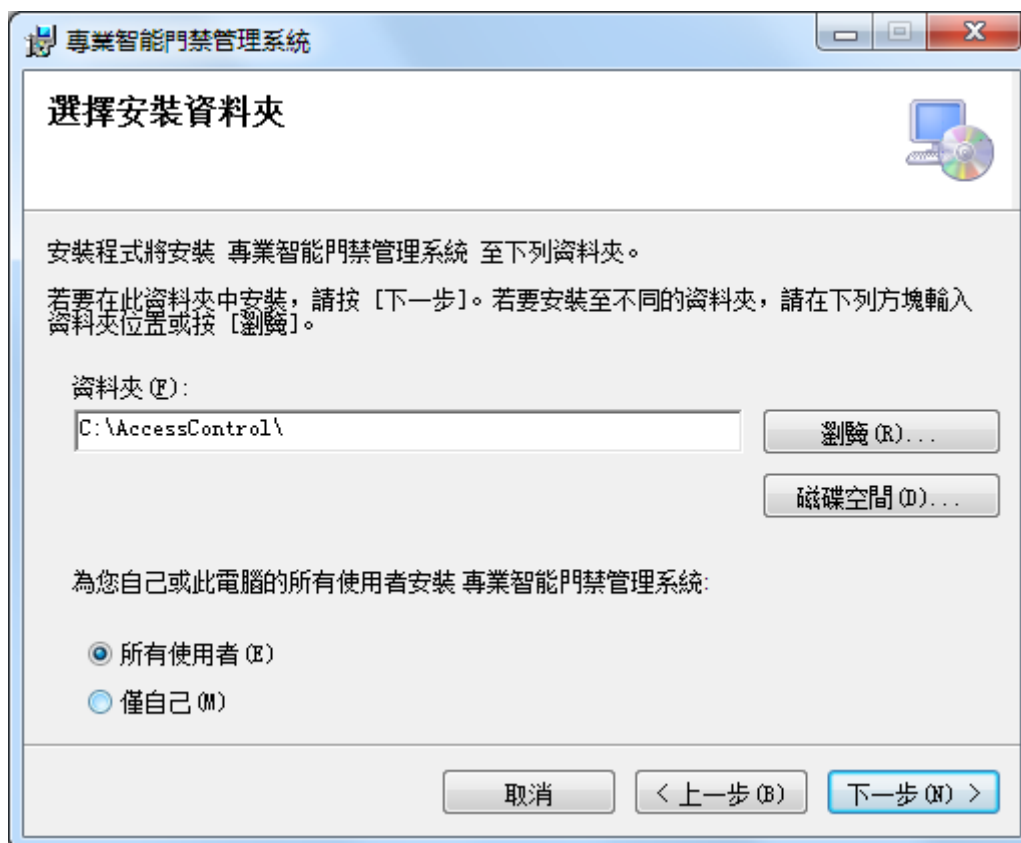 專業智能門禁管理系統
選擇安裝資料夾
安裝程式將安裝 專業智能門禁管理系統 至下列資料夾。
若要在此資料夾中安裝，請按 [下一步]。若要安裝至不同的資料夾，請在下列方塊輸入
資料夾位置或按 [瀏覽]。
資料夾(F):
C:\AccessControl\
瀏覽(R)...
磁碟空間(D)...
為您自己或此電腦的所有使用者安裝 專業智能門禁管理系統:
所有使用者(E)
僅自己(M)
取消
< 上一步(B)
下一步(N) >